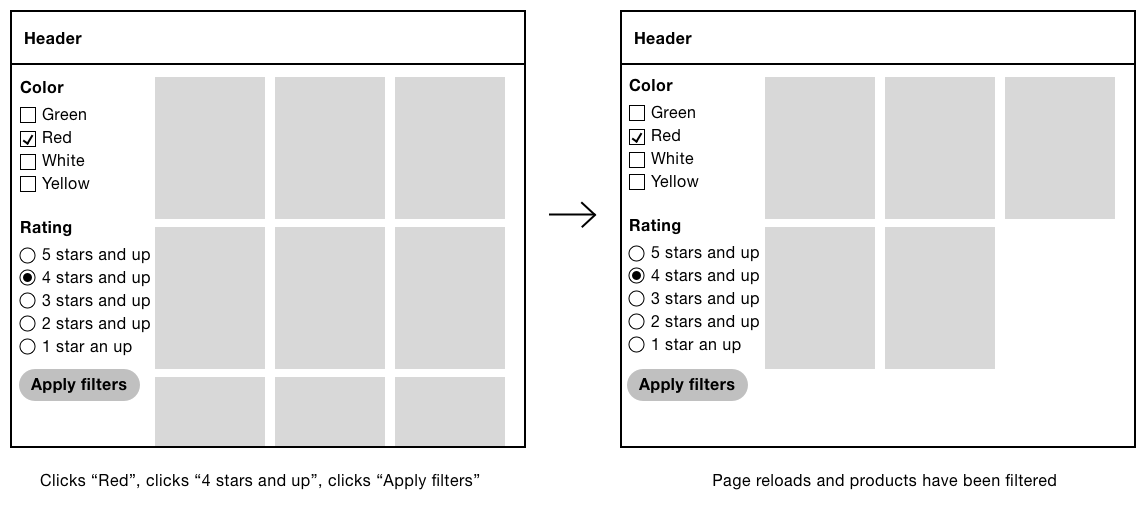 Header
Color
Green
Red
White
Yellow
Rating
5 stars and up
4 stars and up
3 stars and up
2 stars and up
1 star an up
Apply filters
Clicks “Red”, clicks “4 stars and up”, clicks “Apply filters”
Header
Color
Green
Red
White
Yellow
Rating
5 stars and up
4 stars and up
3 stars and up
2 stars and up
1 star an up
Apply filters
Page reloads and products have been filtered